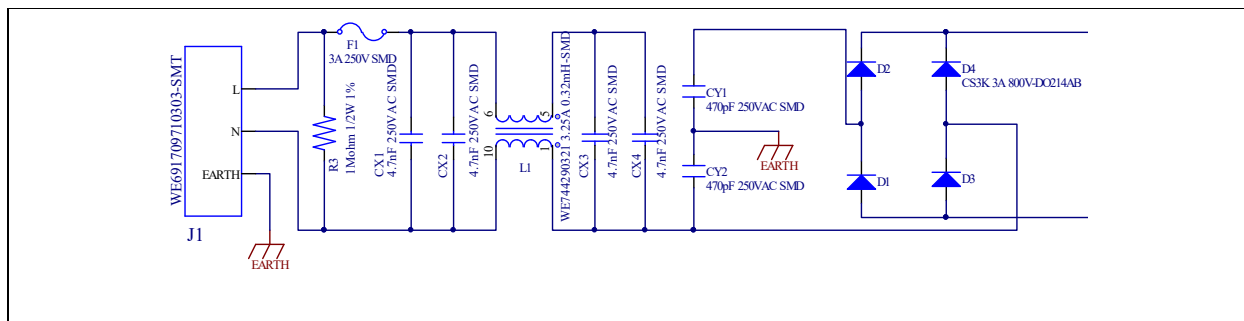 WE691709710303-SMT
J1
L
N
EARTH
EARTH
F1
3A 250V SMD
R3
1Mohm 1/2W 1%
CX1
4.7nF 250VAC SMD
CX2
4.7nF 250VAC SMD
6
5
10
1
L1
WE744290321 3.25A 0.32mH-SMD
CX3
4.7nF 250VAC SMD
CX4
4.7nF 250VAC SMD
CY1
470pF 250VAC SMD
EARTH
CY2
470pF 250VAC SMD
D2
D4
CS3K 3A 800V-DO214AB
D1
D3